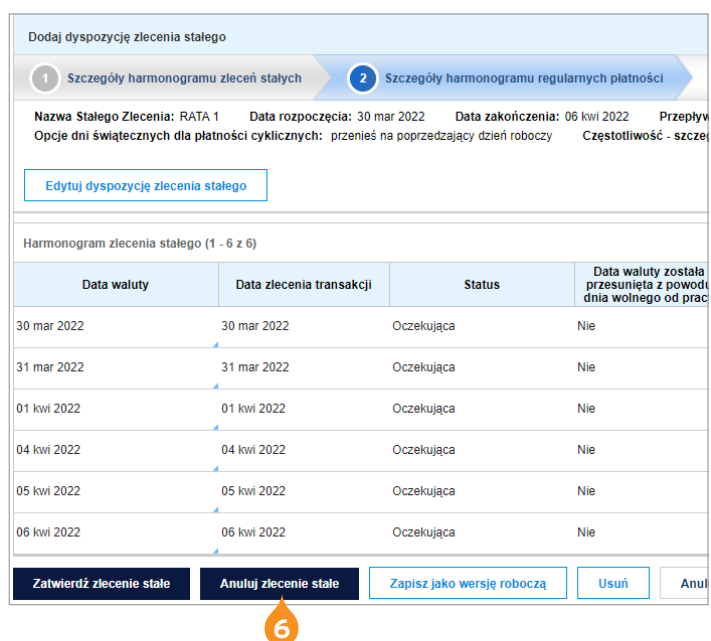 Dodaj dyspozycję zlecenia stałego
1 Szczegóły harmonogramu zleceń stałych 2 Szczegóły harmonogramu regularnych płatności
Nazwa Stałego Zlecenia: RATA 1 Data rozpoczęcia: 30 mar 2022 Data zakończenia: 06 kwi 2022
Opcje dni świątecznych dla płatności cyklicznych: przenieś na poprzedzający dzień roboczy Częstotliwość -
Edytuj dyspozycję zlecenia stałego
Harmonogram zlecenia stałego (1 - 6 z 6)
Data waluty Data zlecenia transakcji Status Data waluty została
przesunięta z
dnia wolnego od
30 mar 2022 30 mar 2022 Oczekująca Nie
31 mar 2022 31 mar 2022 Oczekująca Nie
01 kwi 2022 01 kwi 2022 Oczekująca Nie
04 kwi 2022 04 kwi 2022 Oczekująca Nie
05 kwi 2022 05 kwi 2022 Oczekująca Nie
06 kwi 2022 06 kwi 2022 Oczekująca Nie
Zatwierdź zlecenie stałe Anuluj zlecenie stałe Zapisz jako wersję roboczą Usuń
6